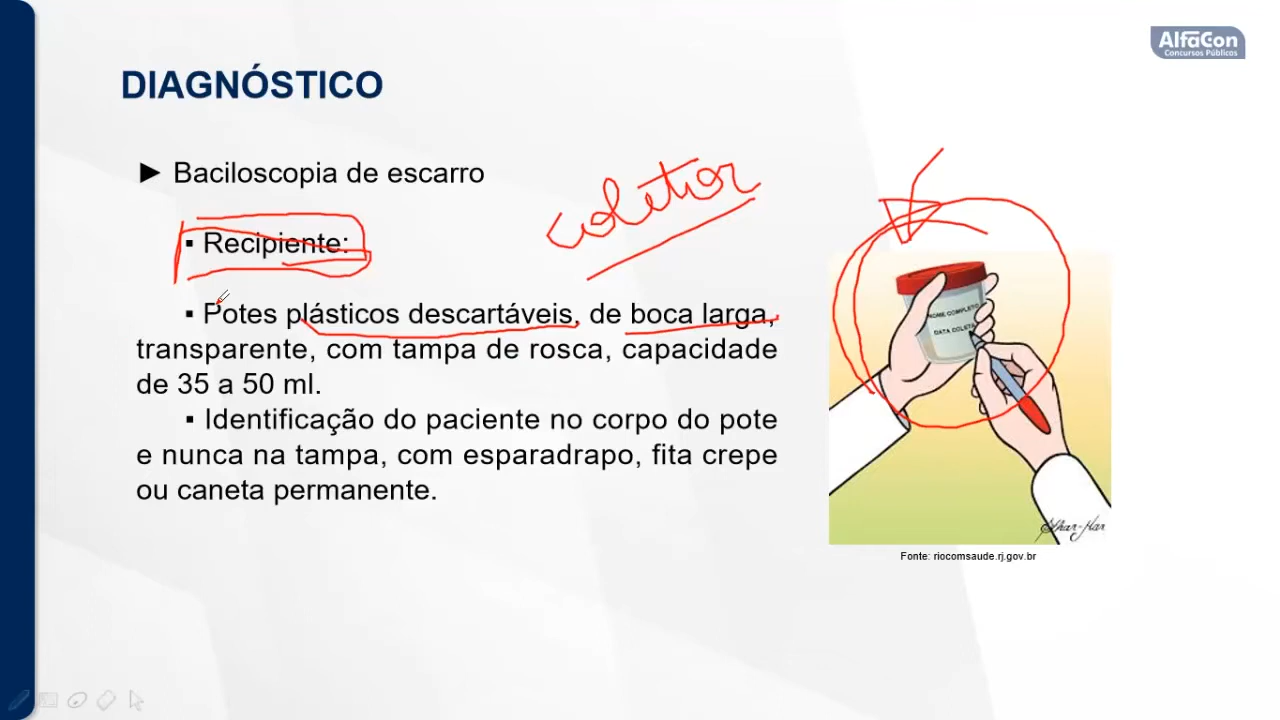 AlfaCon
Concursos Públicos
DIAGNÓSTICO
► Baciloscopia de escarro
coletor
▪ Recipiente:
▪ Potes plásticos descartáveis, de boca larga,
transparente, com tampa de rosca, capacidade
de 35 a 50 ml.
▪ Identificação do paciente no corpo do pote
e nunca na tampa, com esparadrapo, fita crepe
ou caneta permanente.
NOME COMPLETO
DATA COLETA
Fonte: riocomsaude.rj.gov.br